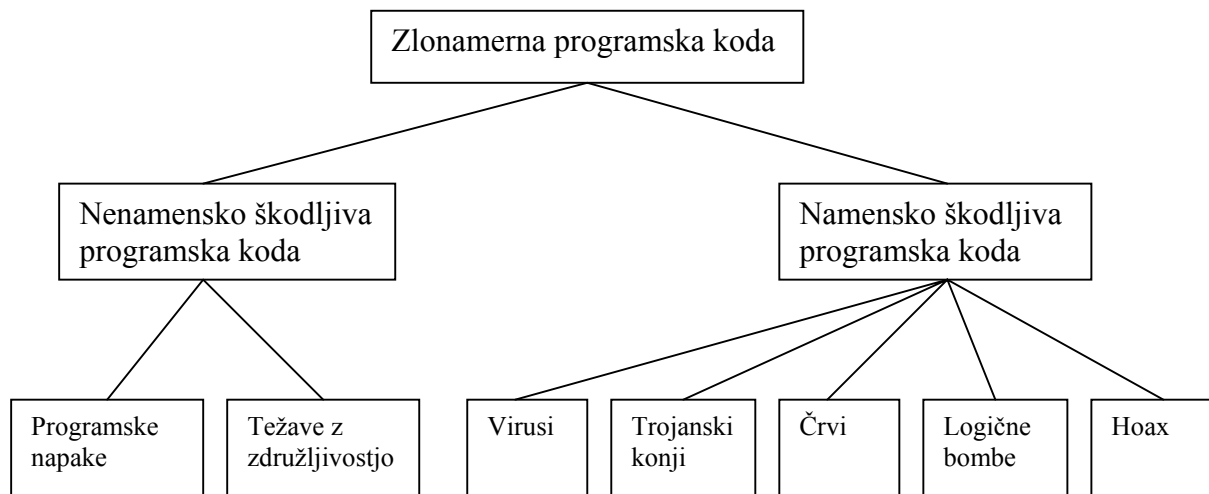 Zlonamerna programska koda
Nenamensko škodljiva
programska koda
Namensko škodljiva
programska koda
Programske
napake
Težave z
združljivostjo
Virusi
Trojanski
konji
Črvi
Logične
bombe
Hoax